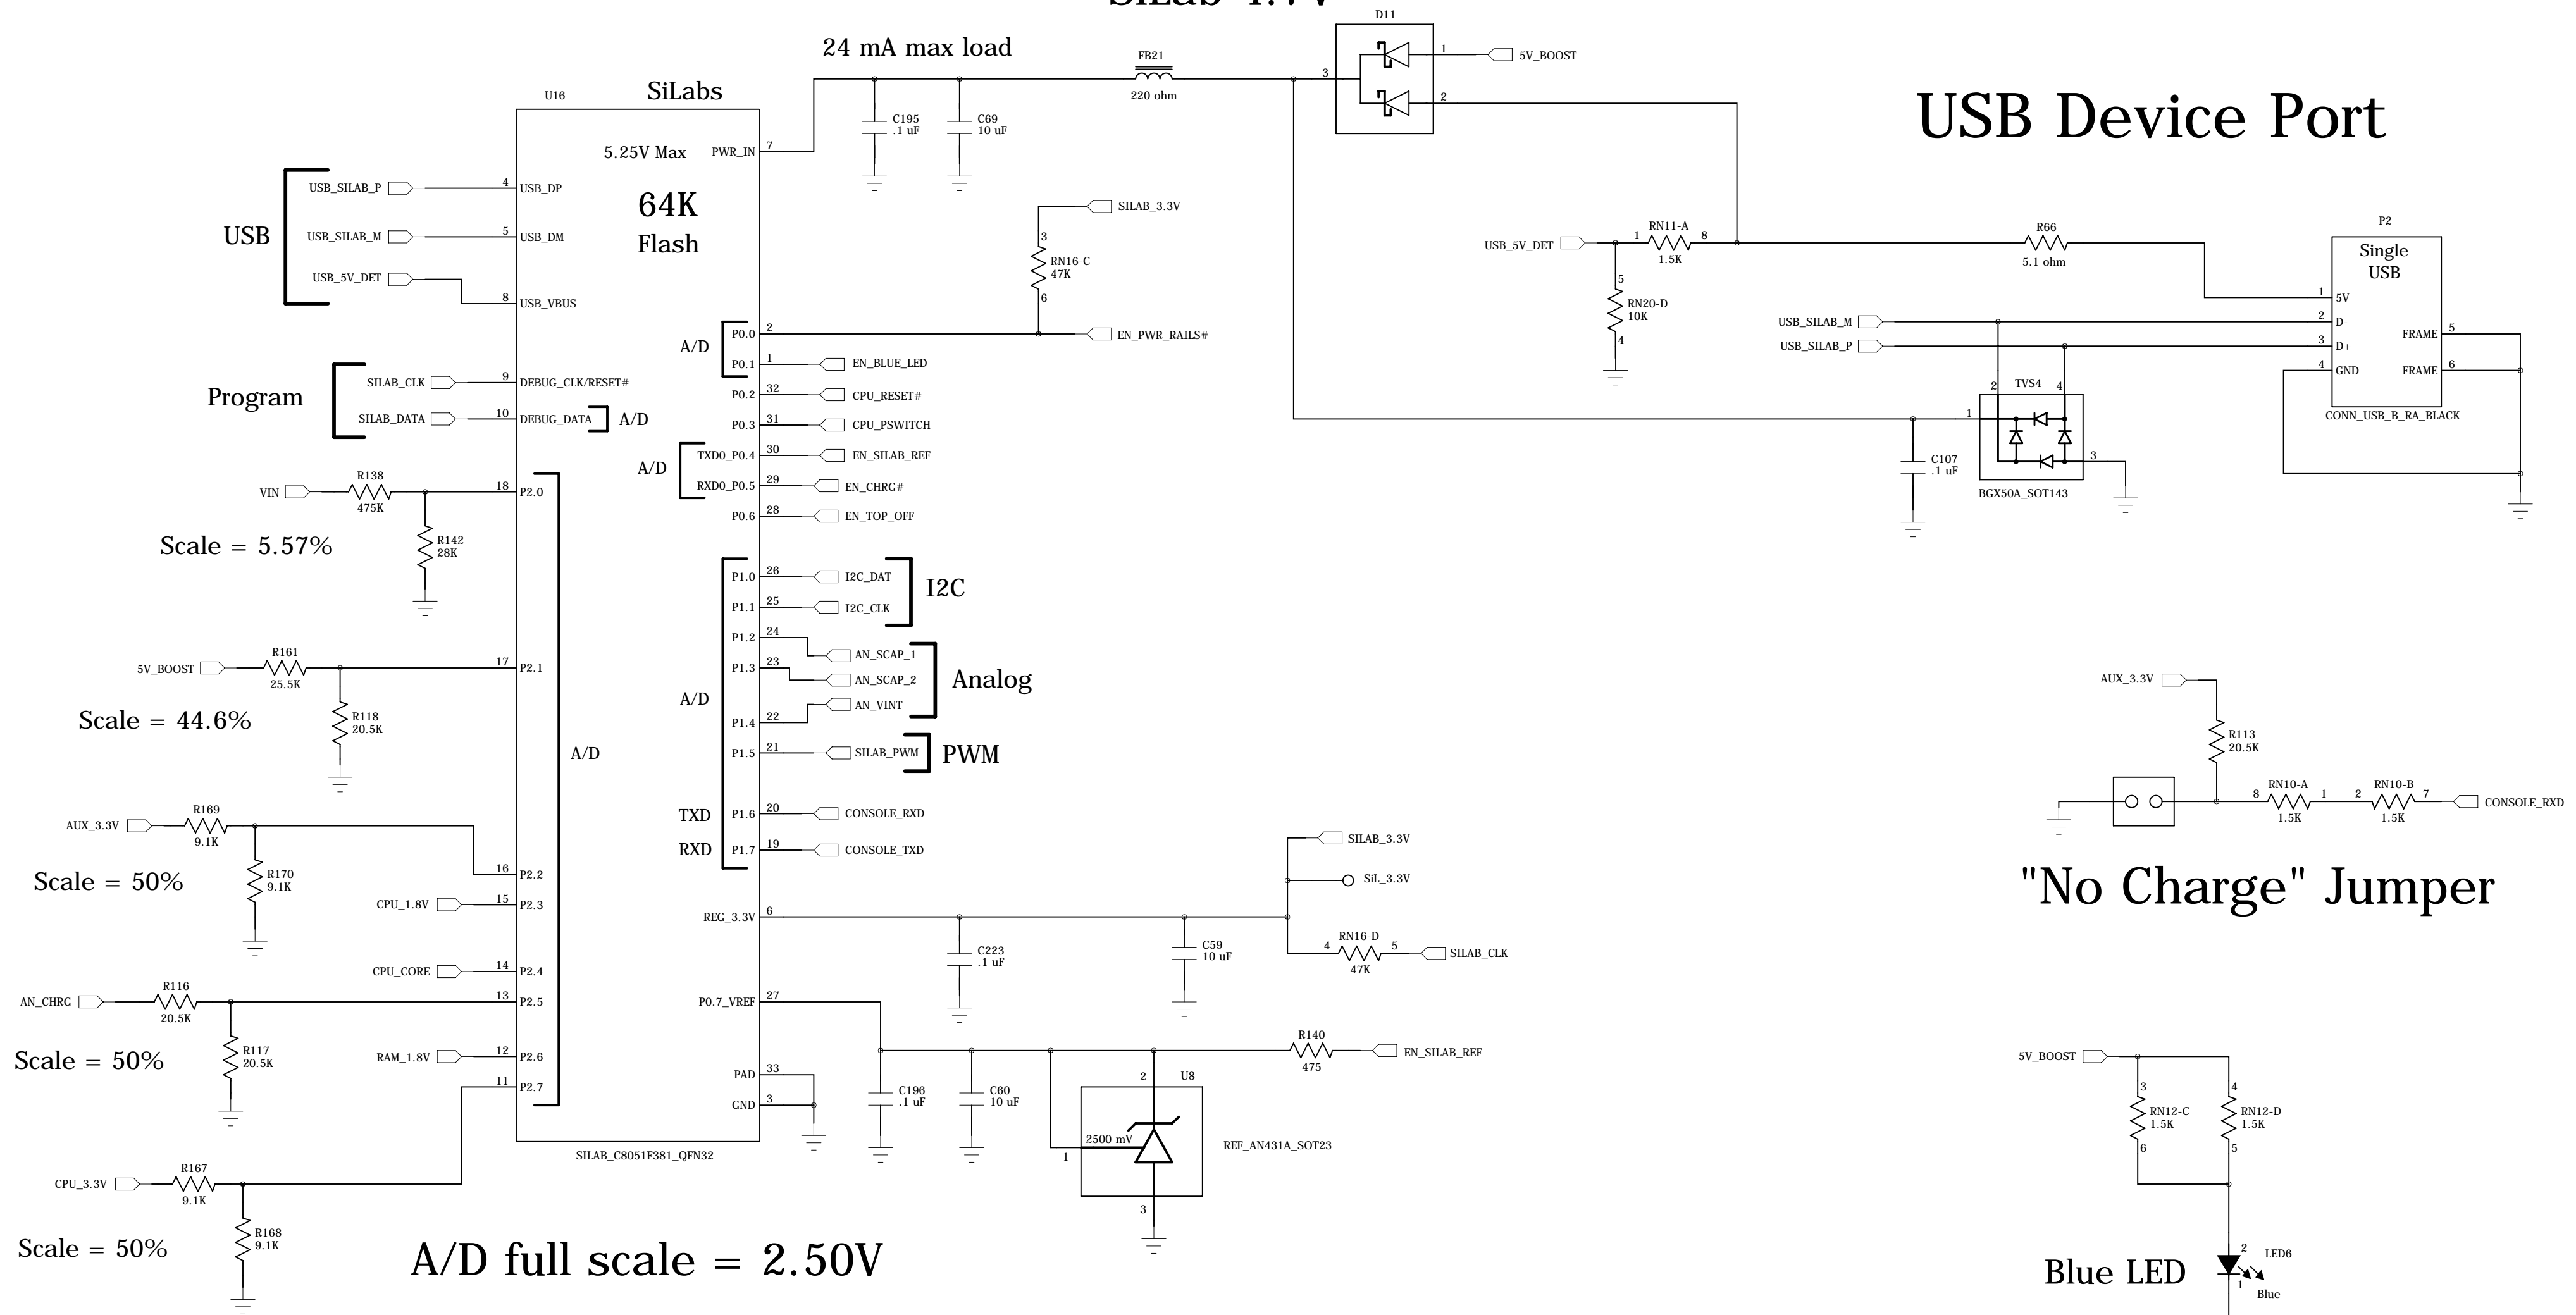 SiLab 4.7V
24 mA max load
SiLabs
U16
5.25V Max
64K
Flash
PWR_IN
7
C195
.1 uF
C69
10 uF
FB21
220 ohm
D11
3
1
5V_BOOST
2
USB Device Port
USB
USB_SILAB_P
4
USB_DP
USB_SILAB_M
5
USB_DM
USB_5V_DET
8
USB_VBUS
Program
SILAB_CLK
9
DEBUG_CLK/RESET#
SILAB_DATA
10
DEBUG_DATA
A/D
VIN
R138
475K
18
P2.0
R142
28K
Scale = 5.57%
5V_BOOST
R161
25.5K
17
P2.1
R118
20.5K
Scale = 44.6%
A/D
AUX_3.3V
R169
9.1K
16
P2.2
R170
9.1K
Scale = 50%
CPU_1.8V
15
P2.3
CPU_CORE
14
P2.4
AN_CHRG
R116
20.5K
13
P2.5
R117
20.5K
Scale = 50%
RAM_1.8V
12
P2.6
11
P2.7
CPU_3.3V
R167
9.1K
R168
9.1K
Scale = 50%
SILAB_C8051F381_QFN32
A/D full scale = 2.50V
SILAB_3.3V
3
RN16-C
47K
6
A/D
P0.0
2
EN_PWR_RAILS#
P0.1
1
EN_BLUE_LED
P0.2
32
CPU_RESET#
P0.3
31
CPU_PSWITCH
A/D
TXD0_P0.4
30
EN_SILAB_REF
RXD0_P0.5
29
EN_CHRG#
P0.6
28
EN_TOP_OFF
P1.0
26
I2C_DAT
I2C
P1.1
25
I2C_CLK
P1.2
24
AN_SCAP_1
P1.3
23
AN_SCAP_2
Analog
A/D
AN_VINT
P1.4
22
P1.5
21
SILAB_PWM
PWM
TXD
P1.6
20
CONSOLE_RXD
RXD
P1.7
19
CONSOLE_TXD
SILAB_3.3V
SiL_3.3V
REG_3.3V
6
C223
.1 uF
C59
10 uF
4
RN16-D
47K
5
SILAB_CLK
P0.7_VREF
27
R140
475
EN_SILAB_REF
C196
.1 uF
C60
10 uF
2
U8
2500 mV
1
3
REF_AN431A_SOT23
PAD
33
GND
3
USB_5V_DET
1
RN11-A
1.5K
8
5
RN20-D
10K
4
R66
5.1 ohm
P2
Single
USB
1
5V
USB_SILAB_M
2
D-
USB_SILAB_P
3
D+
4
GND
FRAME
5
FRAME
6
CONN_USB_B_RA_BLACK
2
TVS4
4
1
3
BGX50A_SOT143
C107
.1 uF
AUX_3.3V
R113
20.5K
8
RN10-A
1.5K
1
2
RN10-B
1.5K
7
CONSOLE_RXD
"No Charge" Jumper
5V_BOOST
3
RN12-C
1.5K
6
4
RN12-D
1.5K
5
Blue LED
2
LED6
1
Blue